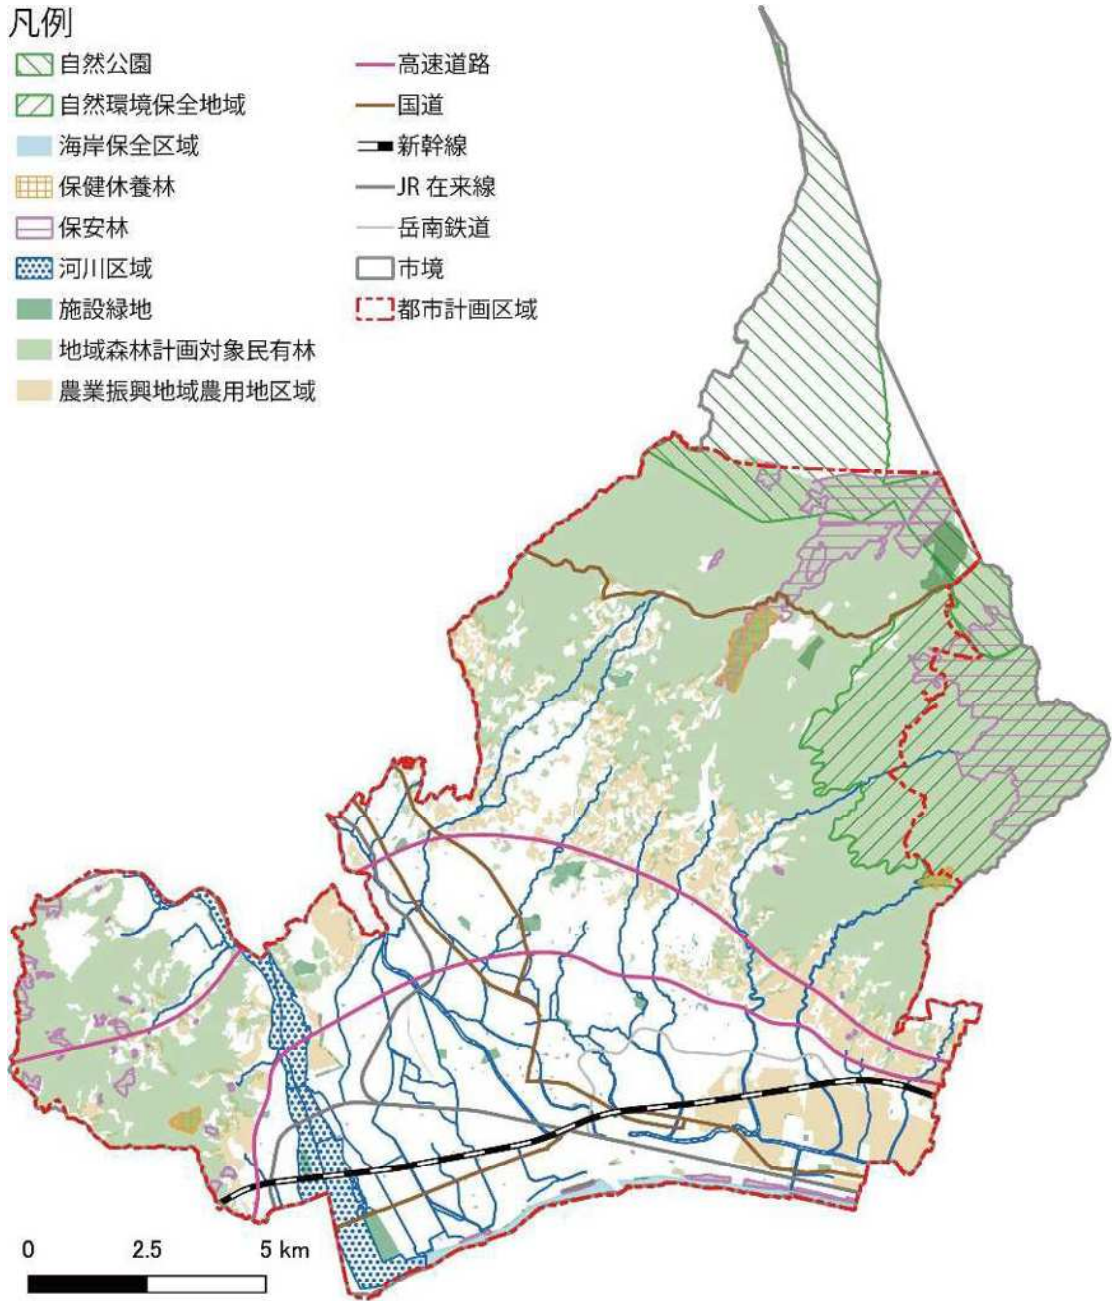 凡例
自然公園
自然環境保全地域
海岸保全区域
保健休養林
保安林
河川区域
施設緑地
地域森林計画対象民有林
農業振興地域農用地区域
高速道路
国道
新幹線
JR 在来線
岳南鉄道
市境
都市計画区域
0 2.5 5 km